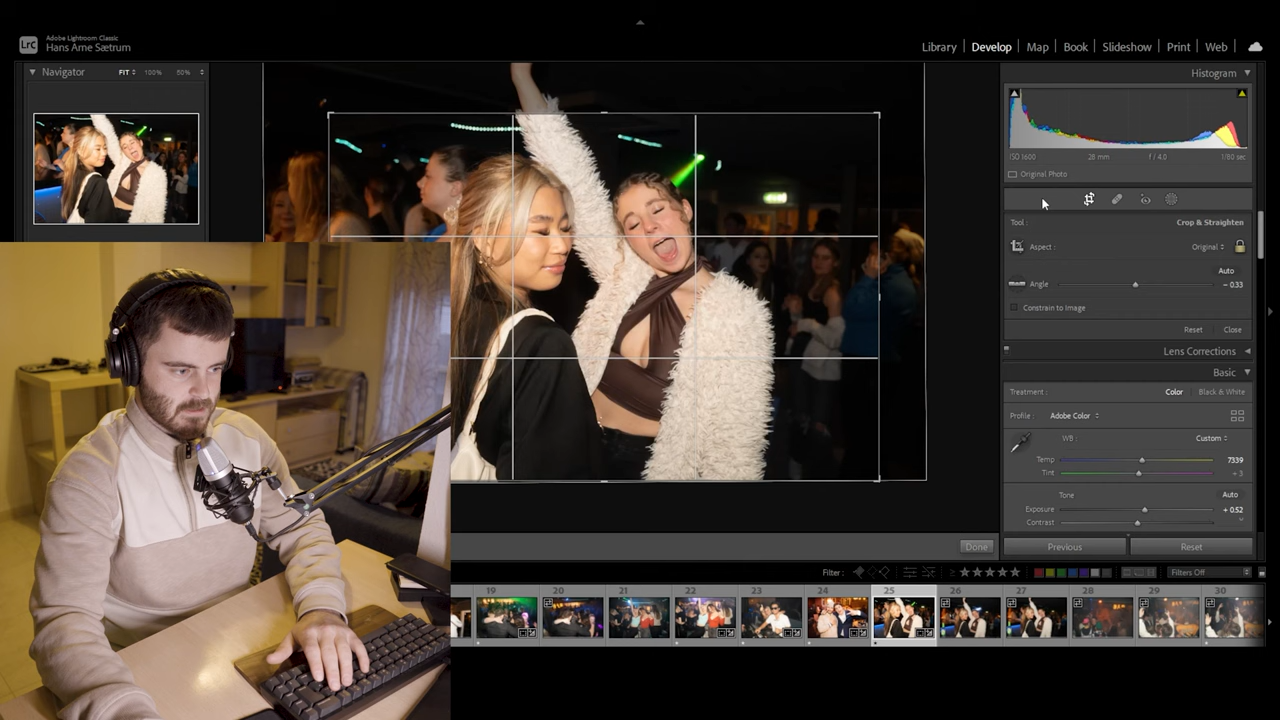 LrC
Adobe Lightroom Classic
Hans Arne Sætrum
Library | Develop | Map | Book | Slideshow | Print | Web
Navigator FIT 100% 50%
Histogram
ISO 1600 28 mm f / 4.0 1/80 sec
Original Photo
Tool : Crop & Straighten
Aspect : Original
Auto
Angle - 0.33
Constrain to Image
Reset Close
Lens Corrections
Basic
Treatment : Color Black & White
Profile : Adobe Color
WB : Custom
Temp 7339
Tint + 3
Tone Auto
Exposure + 0.52
Contrast
Done Previous Reset
Filter : Filters Off
19 20 21 22 23 24 25 26 27 28 29 30